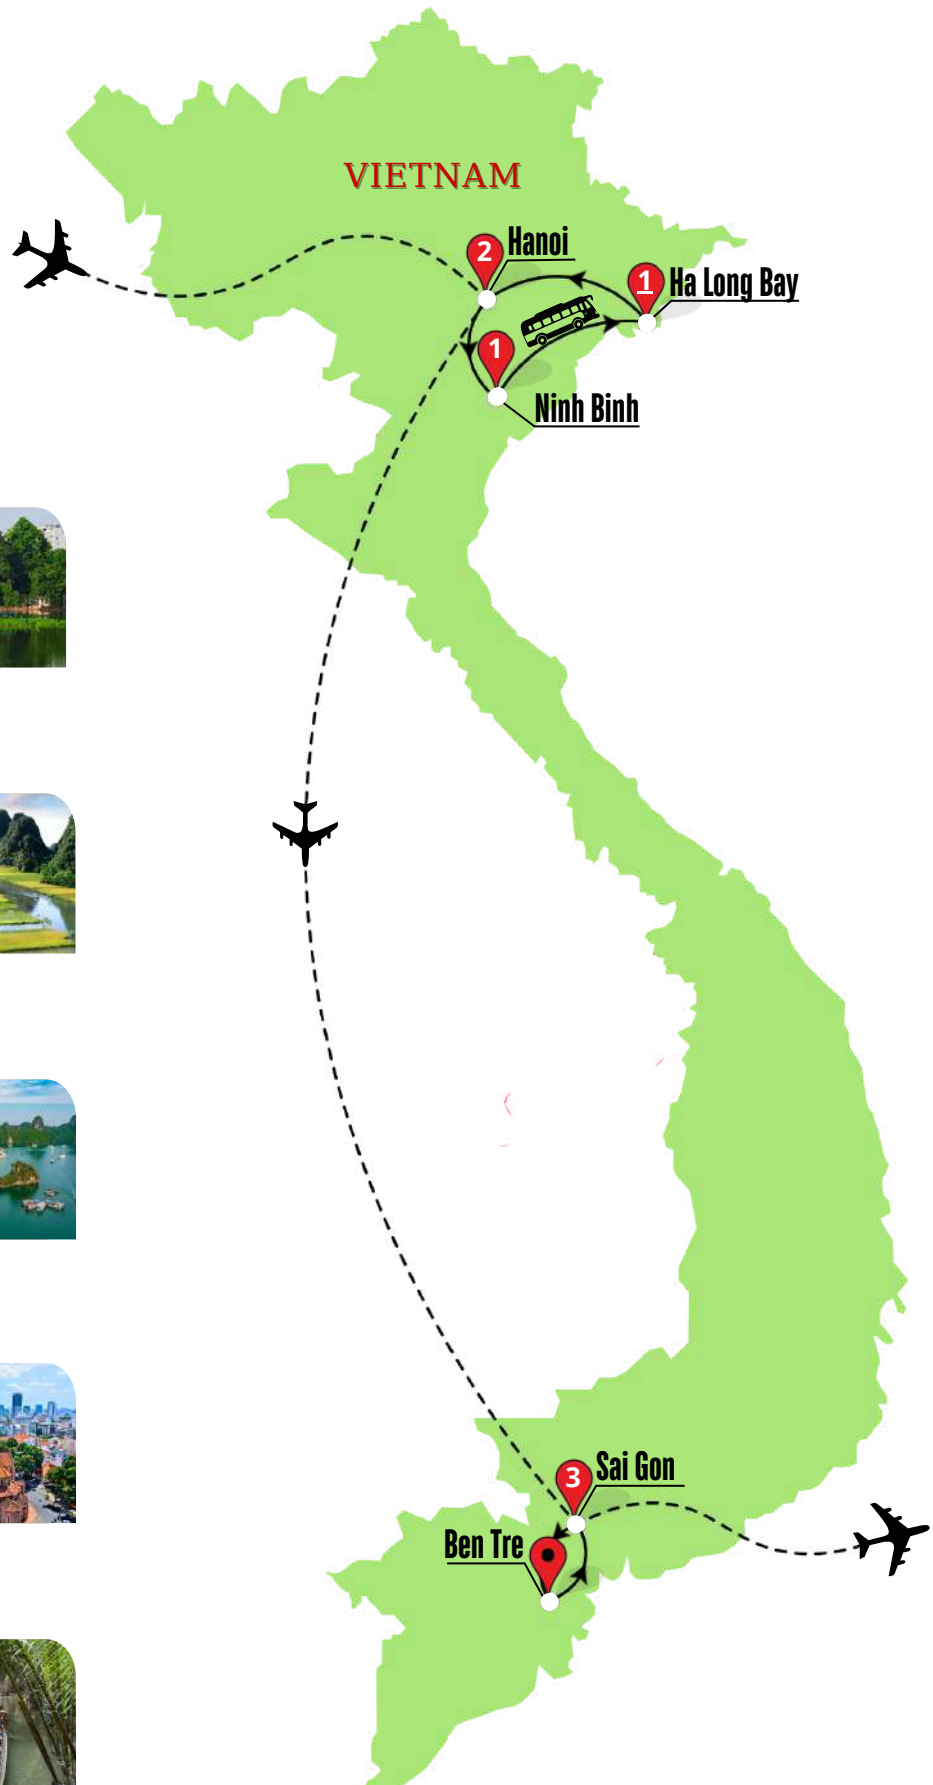 VIETNAM
2
Hanoi
1
Ha Long Bay
1
Ninh Binh
3
Sai Gon
Ben Tre